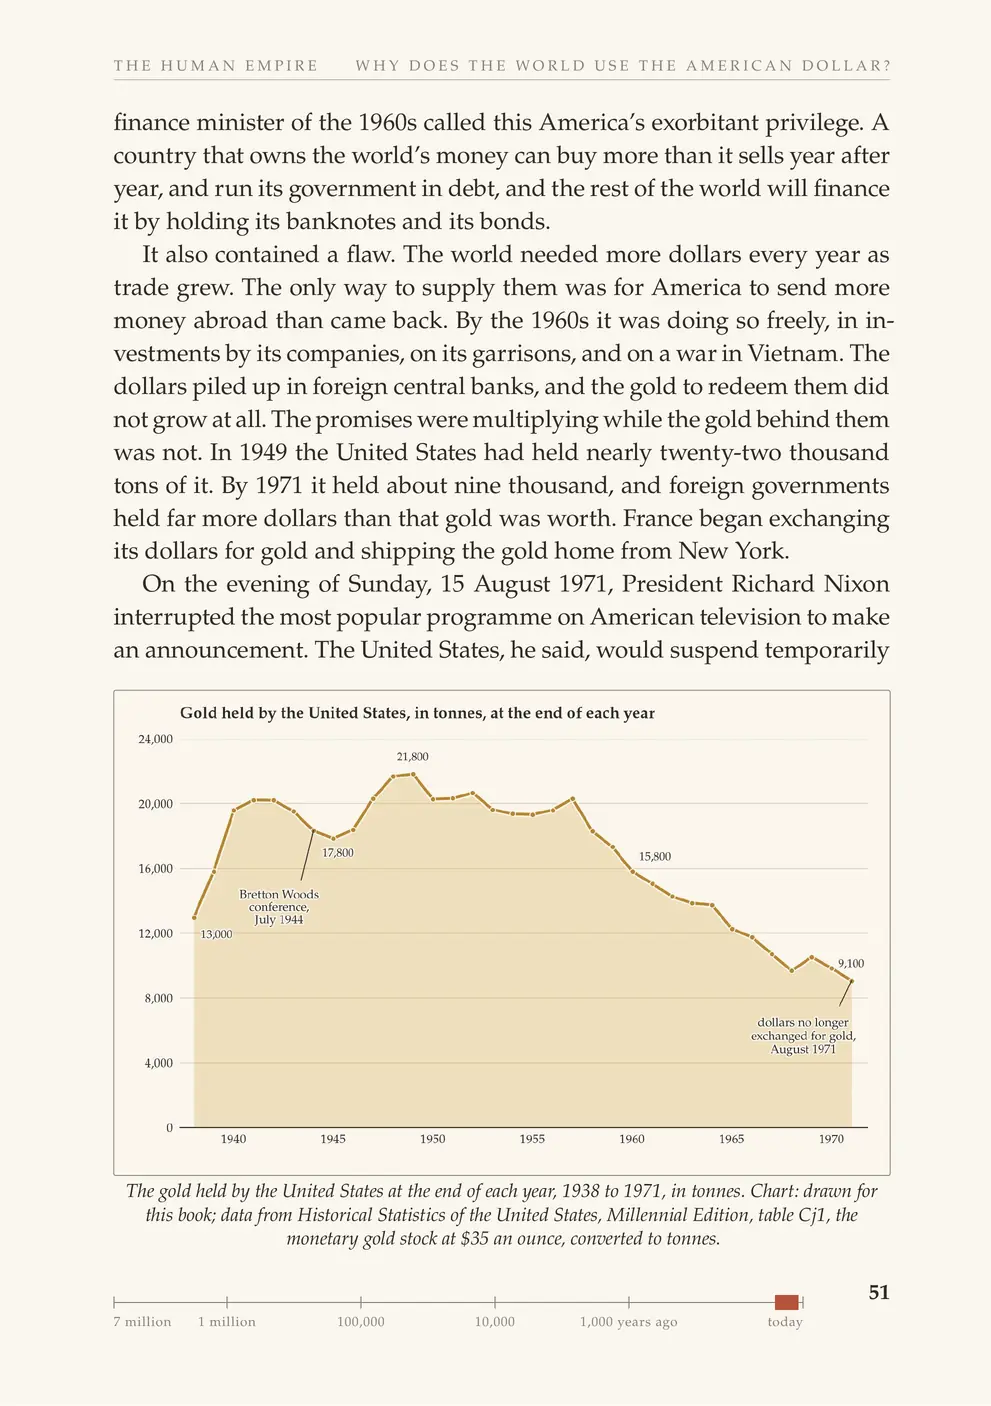 THE HUMAN EMPIRE WHY DOES THE WORLD USE THE AMERICAN DOLLAR?
finance minister of the 1960s called this America’s exorbitant privilege. A
country that owns the world’s money can buy more than it sells year after
year, and run its government in debt, and the rest of the world will finance
it by holding its banknotes and its bonds.
It also contained a flaw. The world needed more dollars every year as
trade grew. The only way to supply them was for America to send more
money abroad than came back. By the 1960s it was doing so freely, in in-
vestments by its companies, on its garrisons, and on a war in Vietnam. The
dollars piled up in foreign central banks, and the gold to redeem them did
not grow at all. The promises were multiplying while the gold behind them
was not. In 1949 the United States had held nearly twenty-two thousand
tons of it. By 1971 it held about nine thousand, and foreign governments
held far more dollars than that gold was worth. France began exchanging
its dollars for gold and shipping the gold home from New York.
On the evening of Sunday, 15 August 1971, President Richard Nixon
interrupted the most popular programme on American television to make
an announcement. The United States, he said, would suspend temporarily
Gold held by the United States, in tonnes, at the end of each year
24,000
21,800
20,000
17,800
15,800
16,000
Bretton Woods
conference,
July 1944
12,000
13,000
9,100
8,000
dollars no longer
exchanged for gold,
August 1971
4,000
0
1940 1945 1950 1955 1960 1965 1970
The gold held by the United States at the end of each year, 1938 to 1971, in tonnes. Chart: drawn for
this book; data from Historical Statistics of the United States, Millennial Edition, table Cj1, the
monetary gold stock at $35 an ounce, converted to tonnes.
51
7 million 1 million 100,000 10,000 1,000 years ago today